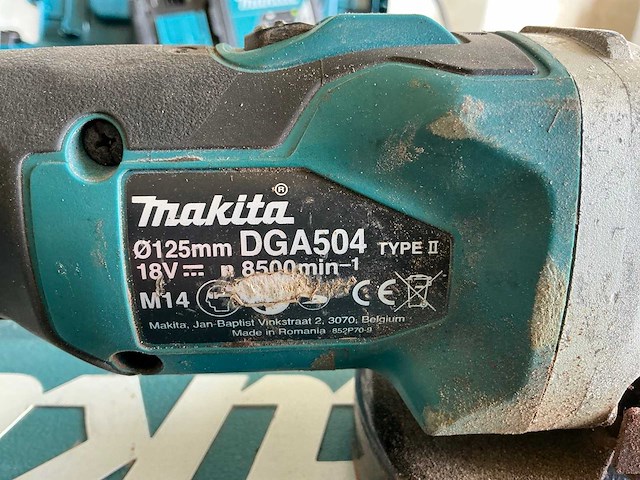 makita®
Ø125mm DGA504 TYPE II
18V ⎓ n 8500min⁻¹
M14 CE
Makita, Jan-Baptist Vinkstraat 2, 3070, Belgium
Made in Romania 852P70-9